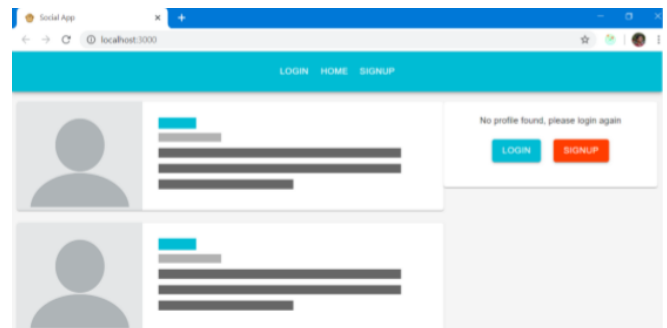 Social App
localhost:3000
LOGIN HOME SIGNUP
No profile found, please login again
LOGIN SIGNUP